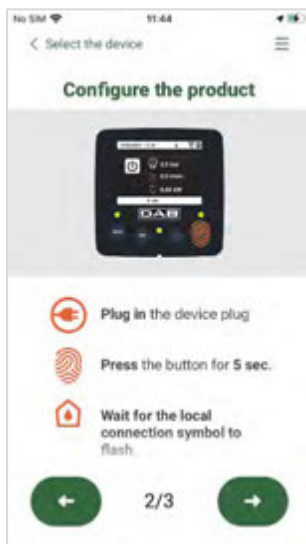 No SIM
11:44
Select the device
Configure the product
DAB
Plug in the device plug
Press the button for 5 sec.
Wait for the local
connection symbol to
flash.
2/3